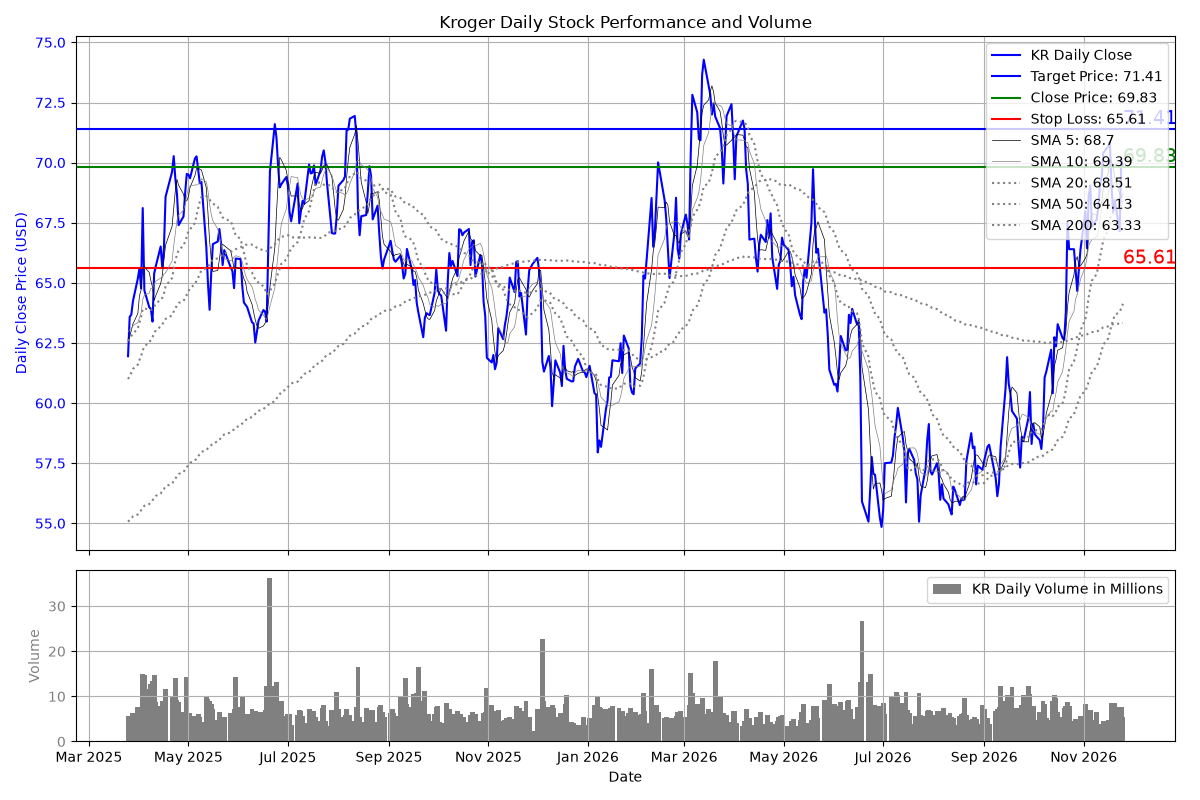 Kroger Daily Stock Performance and Volume
75.0
72.5
70.0
67.5
65.0
62.5
60.0
57.5
55.0
Daily Close Price (USD)
KR Daily Close
Target Price: 71.41
Close Price: 69.83
Stop Loss: 65.61
SMA 5: 68.7
SMA 10: 69.39
SMA 20: 68.51
SMA 50: 64.13
SMA 200: 63.33
71.41
69.83
65.61
KR Daily Volume in Millions
30
20
10
0
Volume
Mar 2025 May 2025 Jul 2025 Sep 2025 Nov 2025 Jan 2026 Mar 2026 May 2026 Jul 2026 Sep 2026 Nov 2026
Date